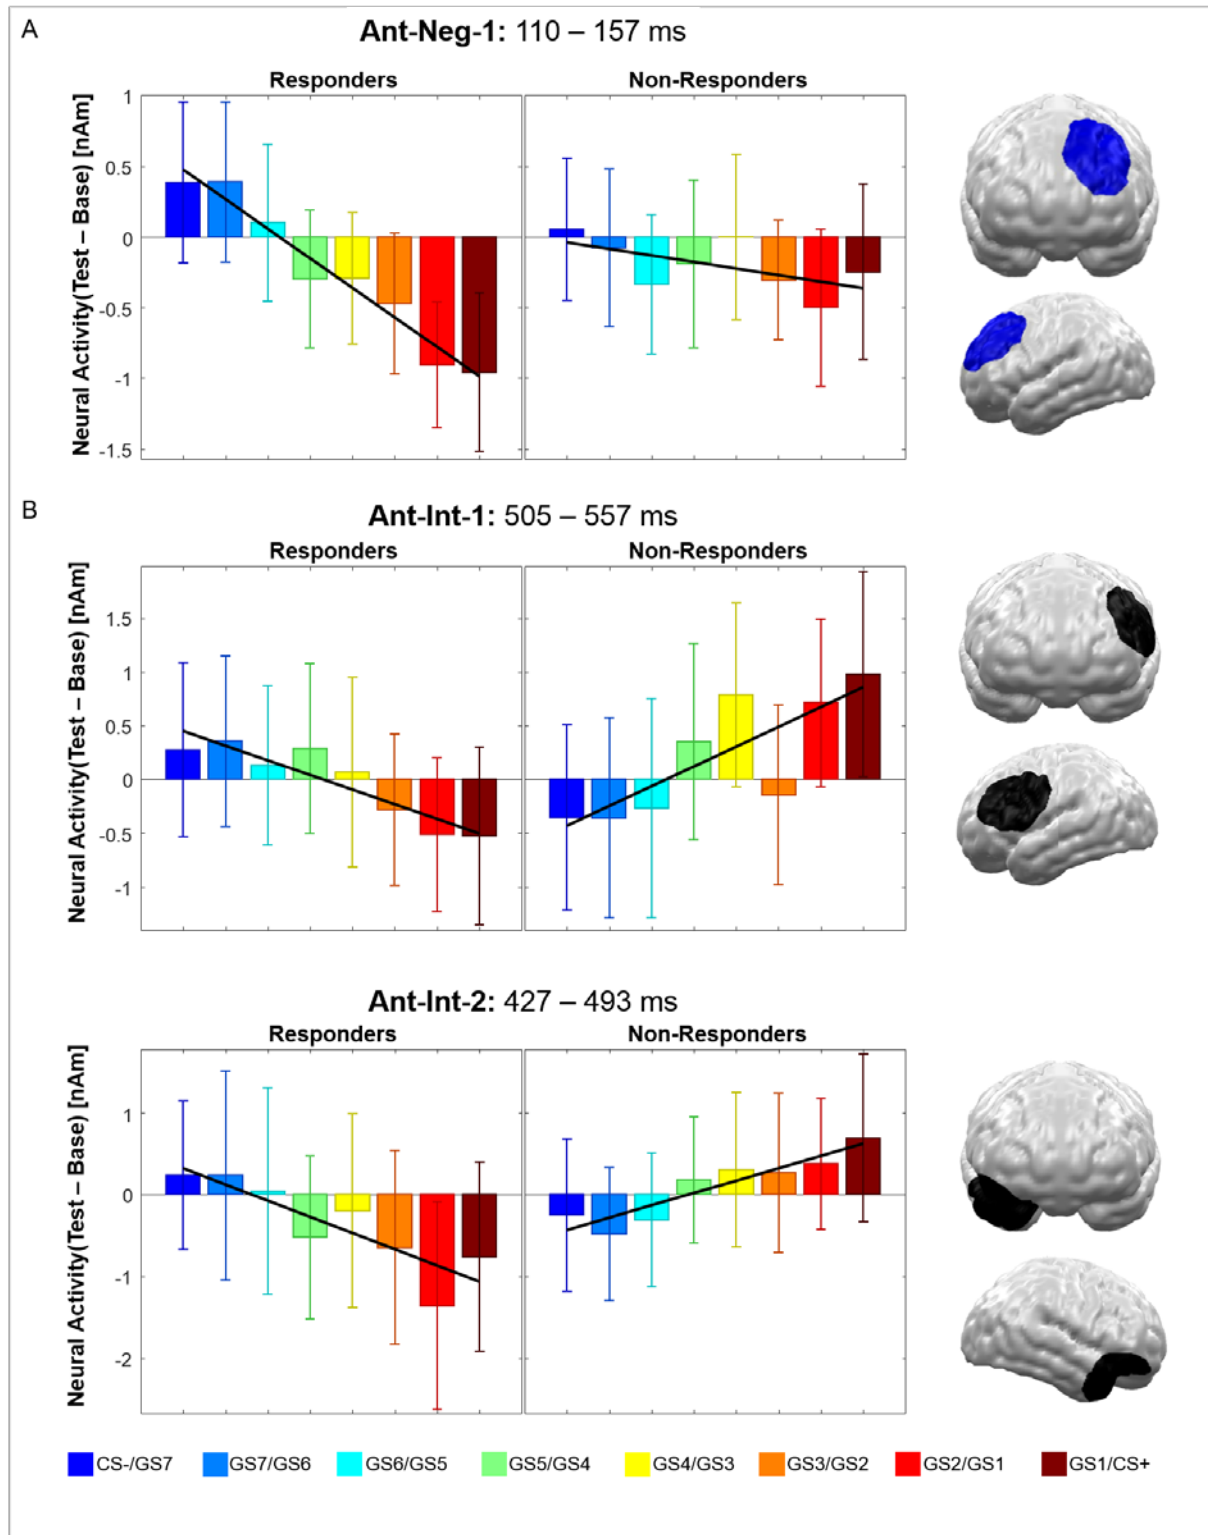 A
Ant-Neg-1: 110 – 157 ms
Responders
Non-Responders
Neural Activity(Test – Base) [nAm]
1
0.5
0
-0.5
-1
-1.5
B
Ant-Int-1: 505 – 557 ms
Responders
Non-Responders
Neural Activity(Test – Base) [nAm]
1.5
1
0.5
0
-0.5
-1
Ant-Int-2: 427 – 493 ms
Responders
Non-Responders
Neural Activity(Test – Base) [nAm]
1
0
-1
-2
CS-/GS7 GS7/GS6 GS6/GS5 GS5/GS4 GS4/GS3 GS3/GS2 GS2/GS1 GS1/CS+